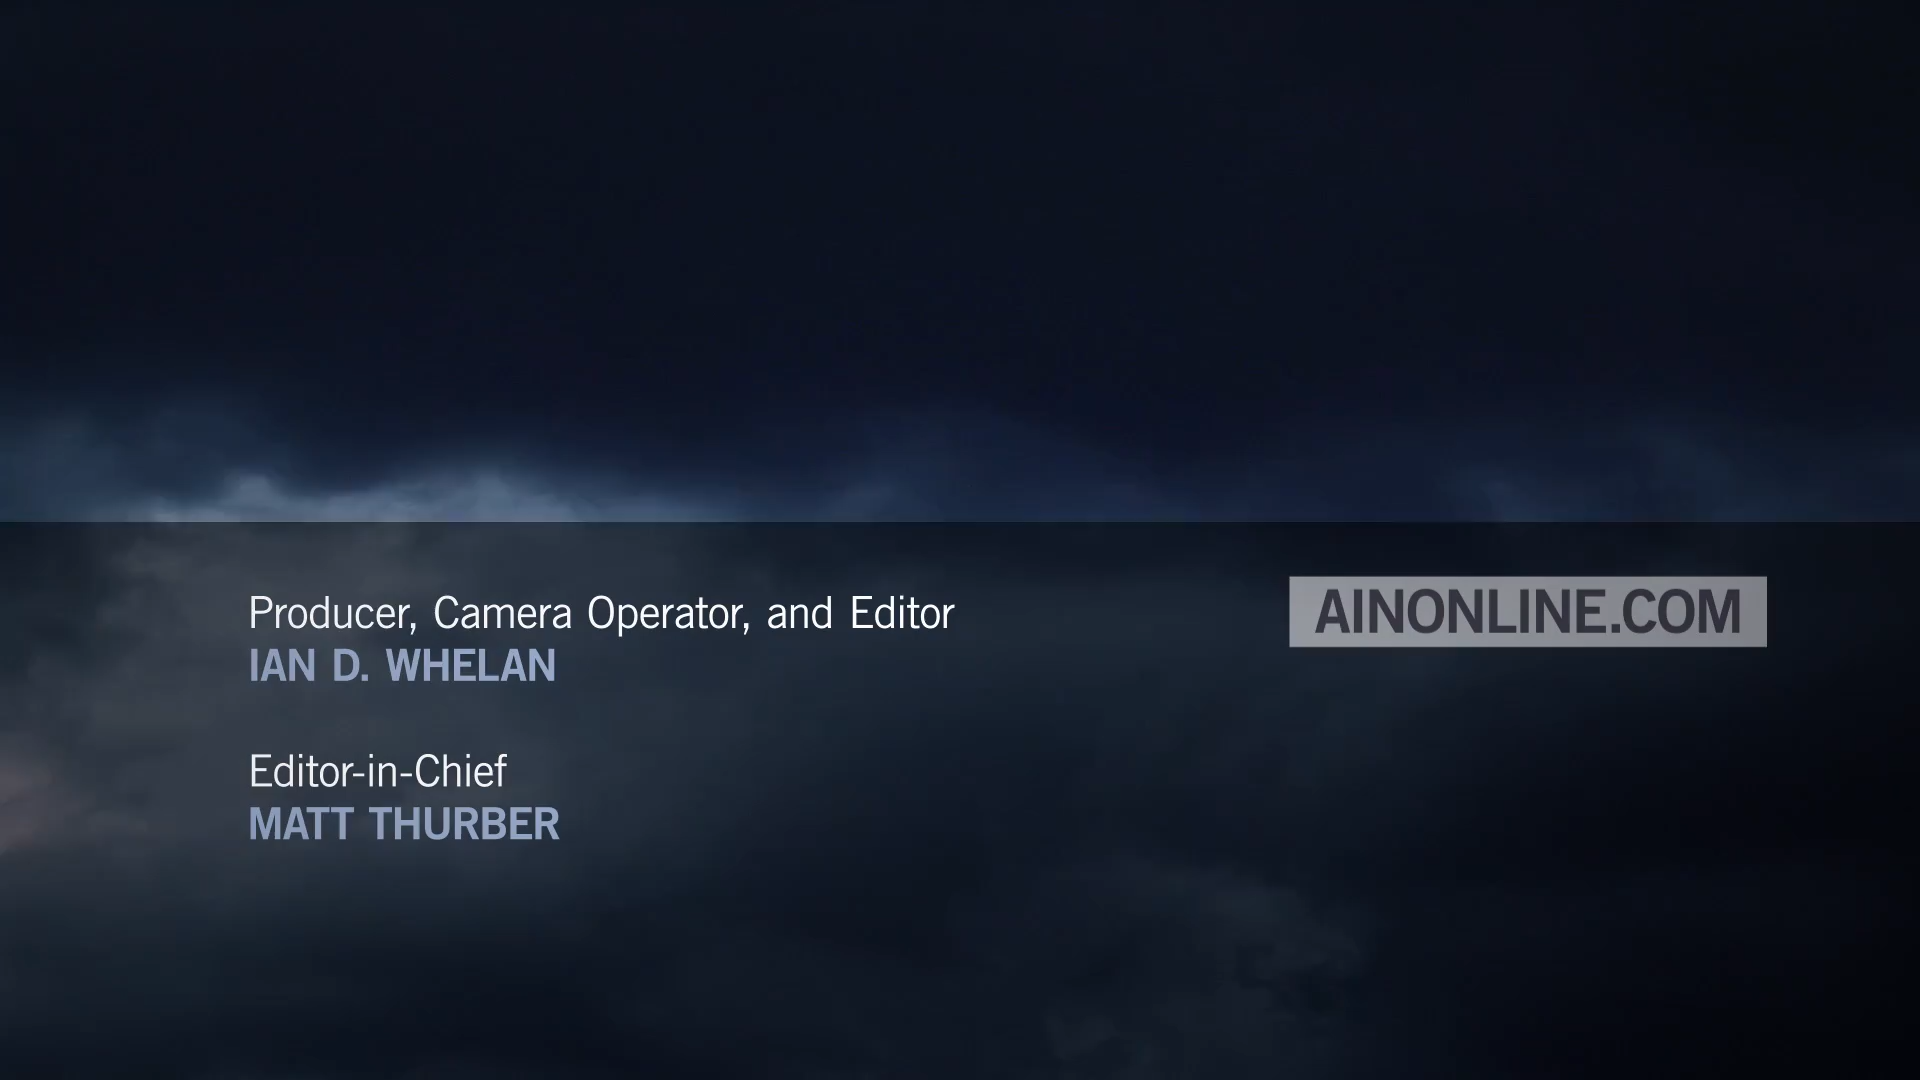 Producer, Camera Operator, and Editor
IAN D. WHELAN
Editor-in-Chief
MATT THURBER
AINONLINE.COM